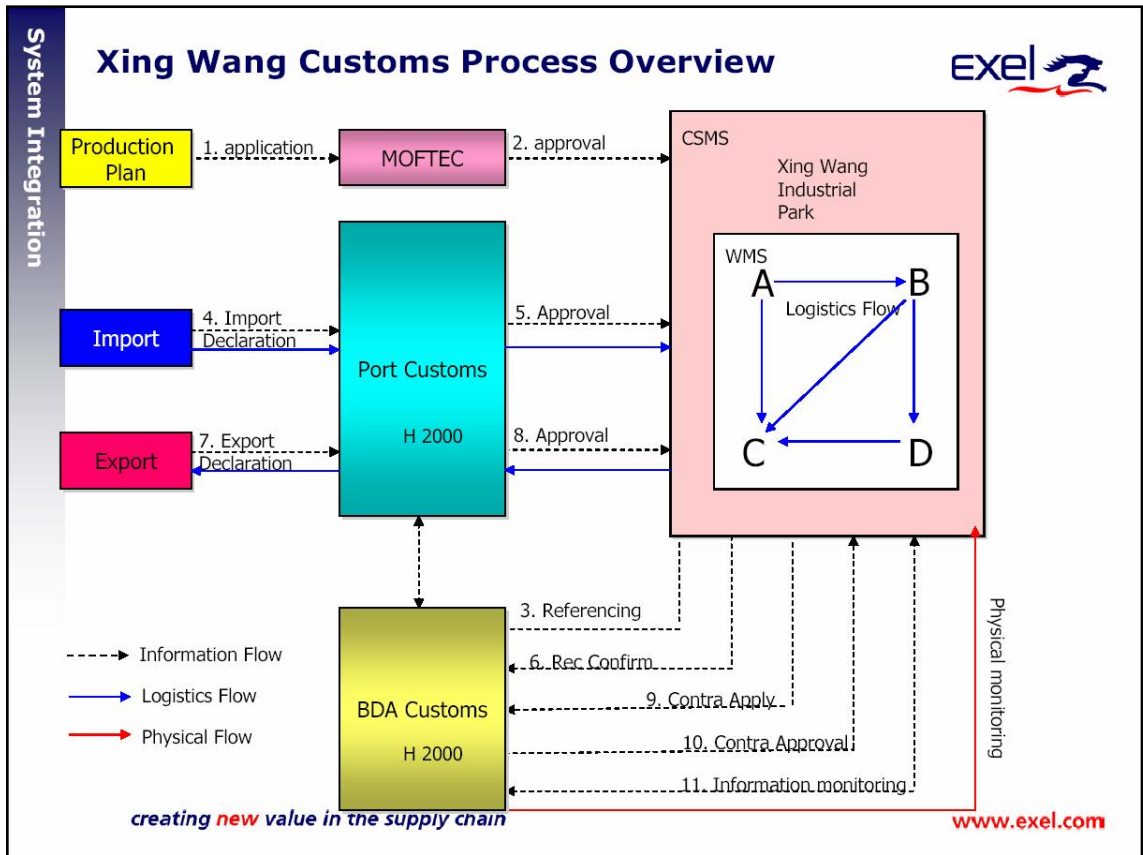 System Integration
Xing Wang Customs Process Overview
EXEL
Production
Plan
1. application
MOFTEC
2. approval
CSMS
Xing Wang
Industrial
Park
WMS
A
B
Logistics Flow
C
D
Import
4. Import
Declaration
Port Customs
H 2000
5. Approval
Export
7. Export
Declaration
8. Approval
3. Referencing
6. Rec Confirm
9. Contra Apply
10. Contra Approval
11. Information monitoring
Physical monitoring
BDA Customs
H 2000
Information Flow
Logistics Flow
Physical Flow
creating new value in the supply chain
www.exel.com